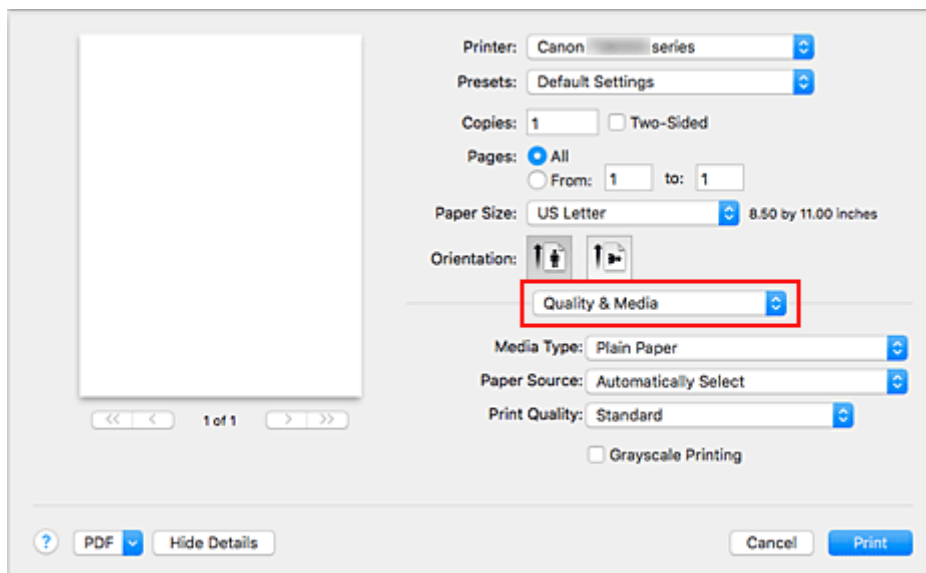 Printer: Canon series
Presets: Default Settings
Copies: 1 Two-Sided
Pages: All
From: 1 to: 1
Paper Size: US Letter 8.50 by 11.00 inches
Orientation:
Quality & Media
Media Type: Plain Paper
Paper Source: Automatically Select
Print Quality: Standard
Grayscale Printing
<< < 1 of 1 > >>
? PDF Hide Details Cancel Print